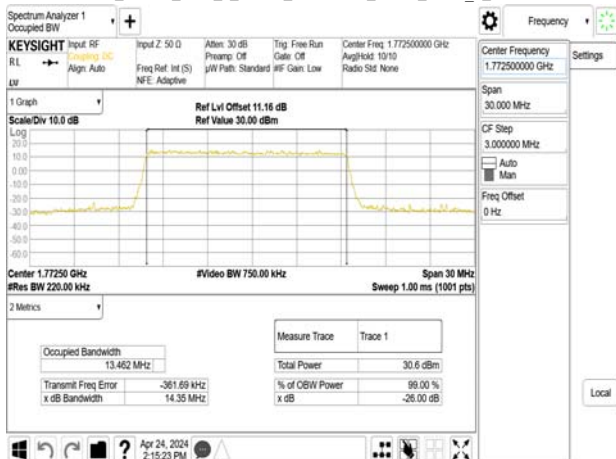 Spectrum Analyzer 1
Occupied BW
+
Frequency
KEYSIGHT
RL
Input: RF
Coupling: DC
Align: Auto
Input Z: 50 Ω
Freq Ref: Int (S)
NFE: Adaptive
Atten: 30 dB
Preamp: Off
µW Path: Standard
Trig: Free Run
Gate: Off
#IF Gain: Low
Center Freq: 1.772500000 GHz
Avg|Hold: 10/10
Radio Std: None
Center Frequency
1.772500000 GHz
Settings
Span
30.000 MHz
CF Step
3.000000 MHz
Auto
Man
Freq Offset
0 Hz
Local
1 Graph
Scale/Div 10.0 dB
Ref Lvl Offset 11.16 dB
Ref Value 30.00 dBm
Log
20.0
10.0
0.00
-10.0
-20.0
-30.0
-40.0
-50.0
-60.0
Center 1.77250 GHz
#Res BW 220.00 kHz
#Video BW 750.00 kHz
Span 30 MHz
Sweep 1.00 ms (1001 pts)
2 Metrics
Measure Trace
Trace 1
Occupied Bandwidth
13.462 MHz
Total Power
30.6 dBm
Transmit Freq Error
-361.69 kHz
% of OBW Power
99.00 %
x dB Bandwidth
14.35 MHz
x dB
-26.00 dB
?
Apr 24, 2024
2:15:23 PM